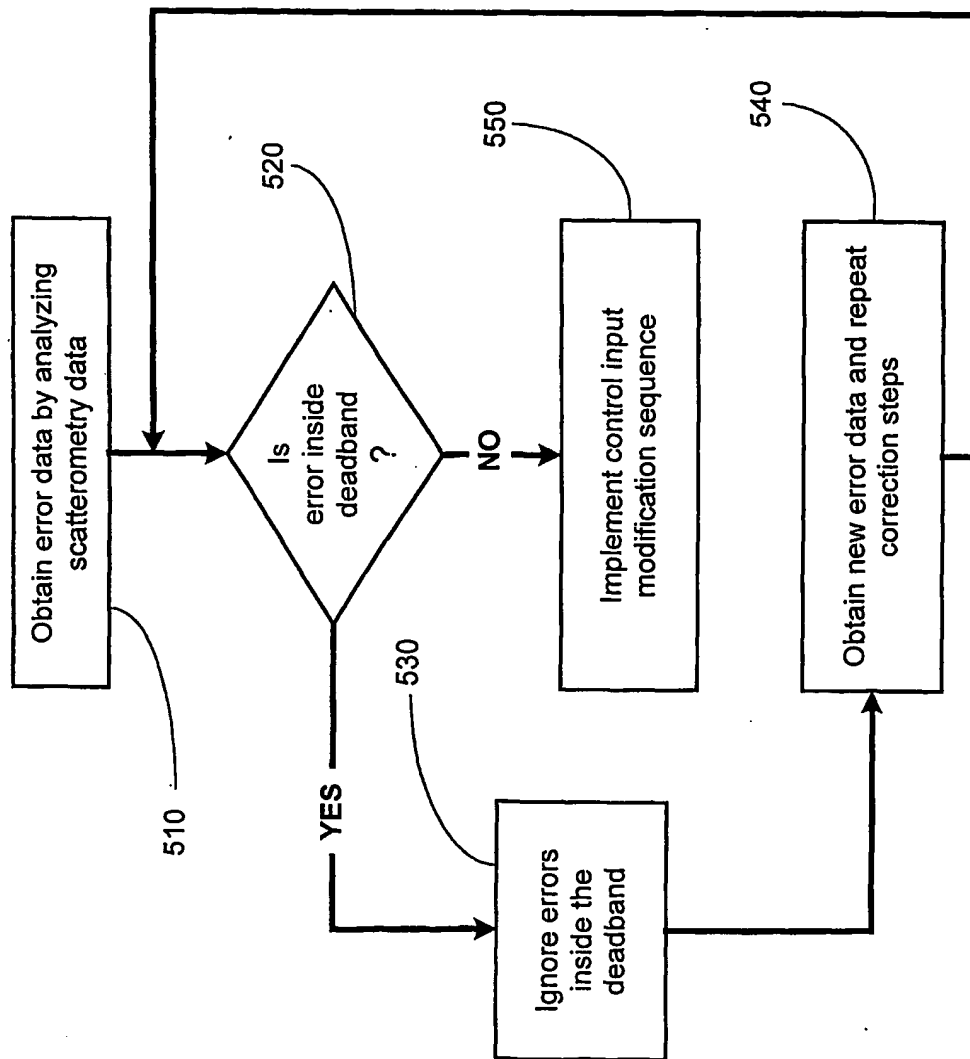 Obtain error data by analyzing
scatterometry data
510
Is
error inside
deadband
?
520
YES
NO
530
Ignore errors
inside the
deadband
Implement control input
modification sequence
550
Obtain new error data and repeat
correction steps
540